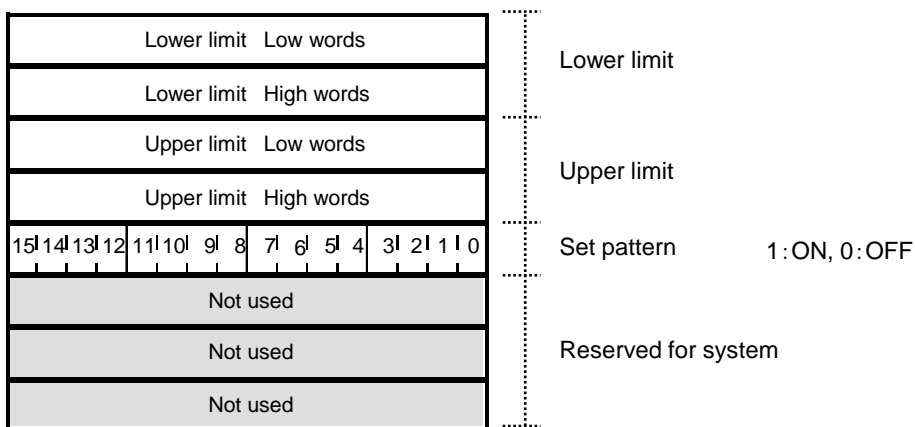 Lower limit Low words
Lower limit
Lower limit High words
Upper limit Low words
Upper limit
Upper limit High words
15 14 13 12 11 10 9 8 7 6 5 4 3 2 1 0
Set pattern 1:ON, 0:OFF
Not used
Not used
Reserved for system
Not used